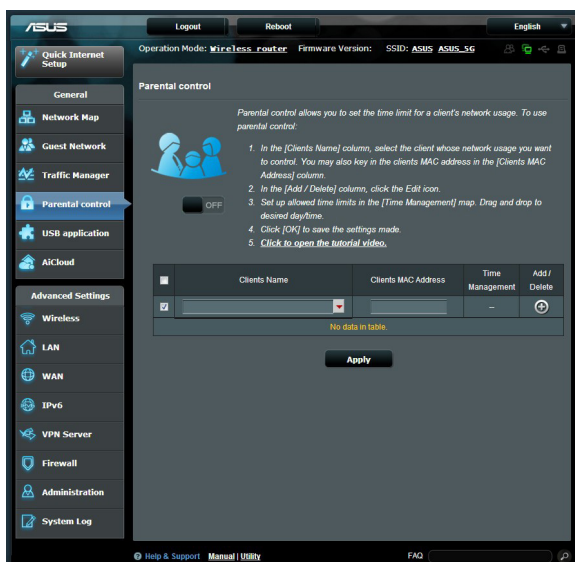 ASUS
Logout Reboot English
Quick Internet Setup
Operation Mode: Wireless router Firmware Version: SSID: ASUS ASUS_5G
General
Network Map
Guest Network
Traffic Manager
Parental control
USB application
AiCloud
Advanced Settings
Wireless
LAN
WAN
IPv6
VPN Server
Firewall
Administration
System Log
Parental control
Parental control allows you to set the time limit for a client's network usage. To use
parental control:
1. In the [Clients Name] column, select the client whose network usage you want
to control. You may also key in the clients MAC address in the [Clients MAC
Address] column.
2. In the [Add / Delete] column, click the Edit icon.
3. Set up allowed time limits in the [Time Management] map. Drag and drop to
desired day/time.
4. Click [OK] to save the settings made.
5. Click to open the tutorial video.
OFF
Clients Name Clients MAC Address Time Management Add / Delete
–
No data in table.
Apply
Help & Support Manual | Utility FAQ